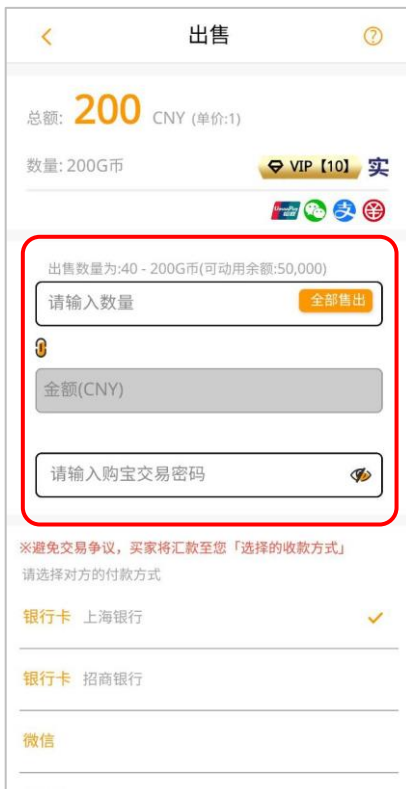 出售
总额: 200 CNY (单价:1)
数量: 200G币 VIP【10】 实
UnionPay 银联
出售数量为:40 - 200G币(可动用余额:50,000)
请输入数量 全部售出
金额(CNY)
请输入购宝交易密码
※避免交易争议，买家将汇款至您「选择的收款方式」
请选择对方的付款方式
银行卡 上海银行
银行卡 招商银行
微信